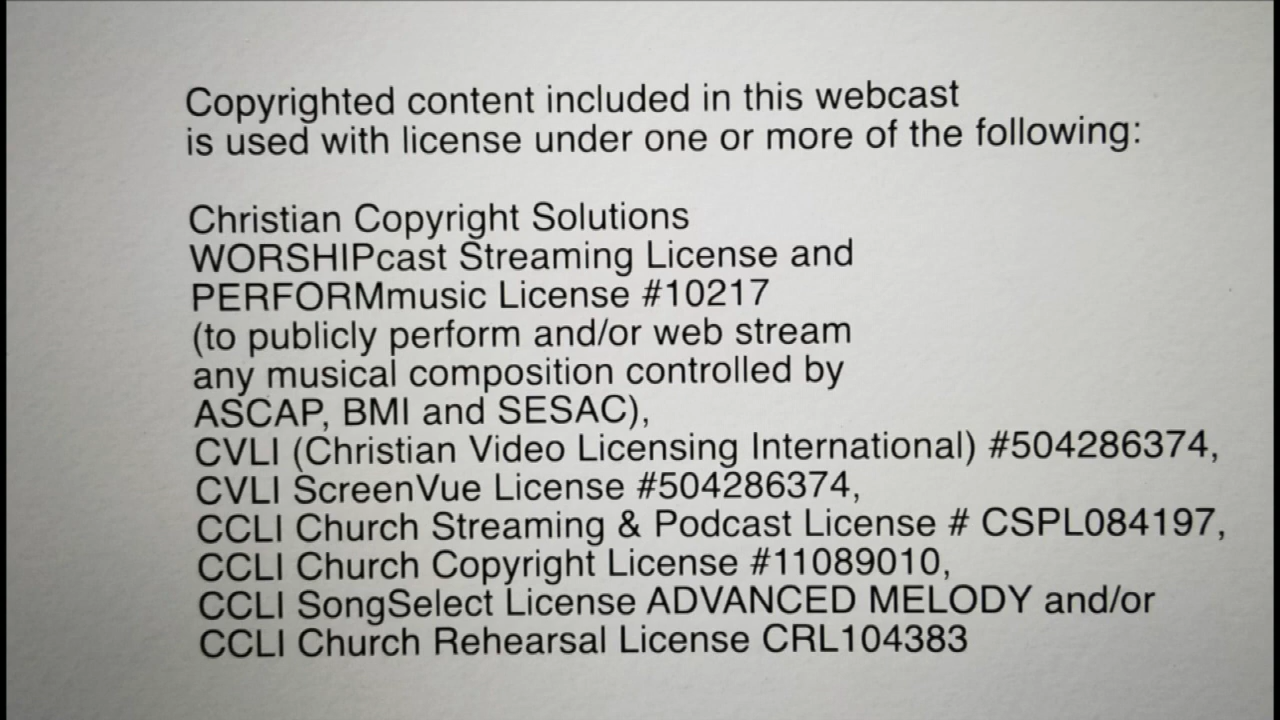 Copyrighted content included in this webcast
is used with license under one or more of the following:
Christian Copyright Solutions
WORSHIPcast Streaming License and
PERFORMmusic License #10217
(to publicly perform and/or web stream
any musical composition controlled by
ASCAP, BMI and SESAC),
CVLI (Christian Video Licensing International) #504286374,
CVLI ScreenVue License #504286374,
CCLI Church Streaming & Podcast License # CSPL084197,
CCLI Church Copyright License #11089010,
CCLI SongSelect License ADVANCED MELODY and/or
CCLI Church Rehearsal License CRL104383